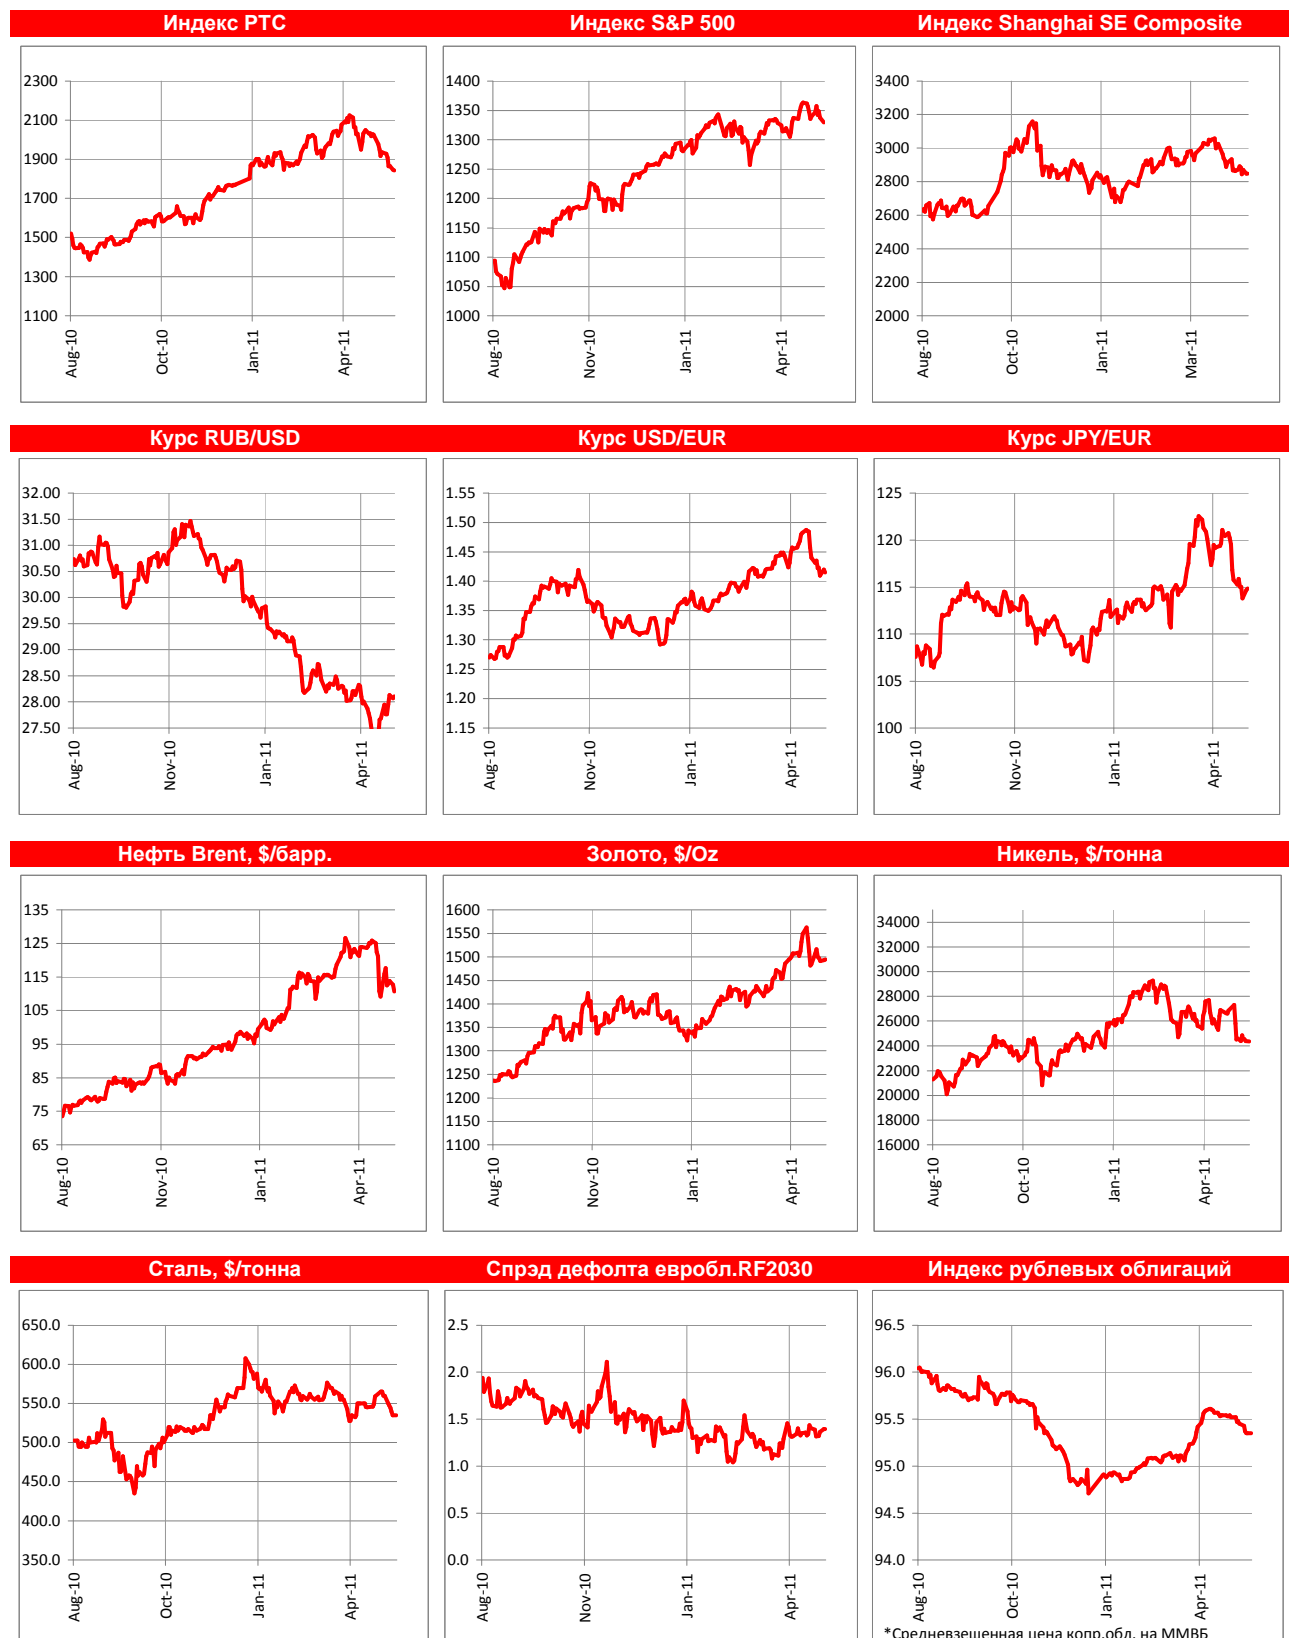 Индекс РТС
Индекс S&P 500
Индекс Shanghai SE Composite
2300
2100
1900
1700
1500
1300
1100
Aug-10
Oct-10
Jan-11
Apr-11
1400
1350
1300
1250
1200
1150
1100
1050
1000
Aug-10
Nov-10
Jan-11
Apr-11
3400
3200
3000
2800
2600
2400
2200
2000
Aug-10
Oct-10
Jan-11
Mar-11
Курс RUB/USD
Курс USD/EUR
Курс JPY/EUR
32.00
31.50
31.00
30.50
30.00
29.50
29.00
28.50
28.00
27.50
Aug-10
Nov-10
Jan-11
Apr-11
1.55
1.50
1.45
1.40
1.35
1.30
1.25
1.20
1.15
Aug-10
Nov-10
Jan-11
Apr-11
125
120
115
110
105
100
Aug-10
Nov-10
Jan-11
Apr-11
Нефть Brent, $/барр.
Золото, $/Oz
Никель, $/тонна
135
125
115
105
95
85
75
65
Aug-10
Nov-10
Jan-11
Apr-11
1600
1550
1500
1450
1400
1350
1300
1250
1200
1150
1100
Aug-10
Nov-10
Jan-11
Apr-11
34000
32000
30000
28000
26000
24000
22000
20000
18000
16000
Aug-10
Oct-10
Jan-11
Apr-11
Сталь, $/тонна
Спрэд дефолта евробл.RF2030
Индекс рублевых облигаций
650.0
600.0
550.0
500.0
450.0
400.0
350.0
Aug-10
Oct-10
Jan-11
Apr-11
2.5
2.0
1.5
1.0
0.5
0.0
Aug-10
Nov-10
Jan-11
Apr-11
96.5
96.0
95.5
95.0
94.5
94.0
Aug-10
Oct-10
Jan-11
Apr-11
*Средневзешенная цена копр.обл. на ММВБ